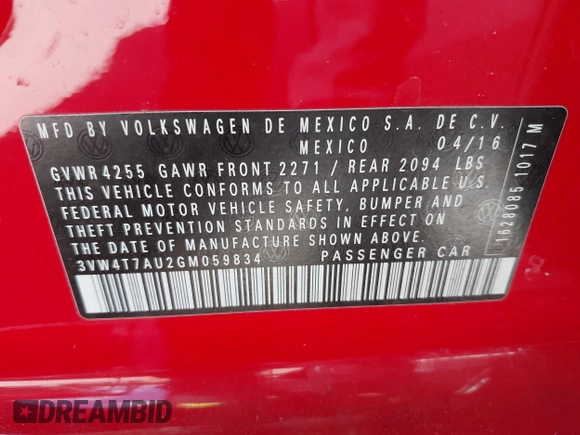 MFD BY VOLKSWAGEN DE MEXICO S.A. DE C.V.
MEXICO 04/16
GVWR 4255 GAWR FRONT 2271 / REAR 2094 LBS
THIS VEHICLE CONFORMS TO ALL APPLICABLE U.S.
FEDERAL MOTOR VEHICLE SAFETY, BUMPER AND
THEFT PREVENTION STANDARDS IN EFFECT ON
THE DATE OF MANUFACTURE SHOWN ABOVE.
3VW4T7AU2GM059834 PASSENGER CAR
1628085 1017 M
DREAMBID